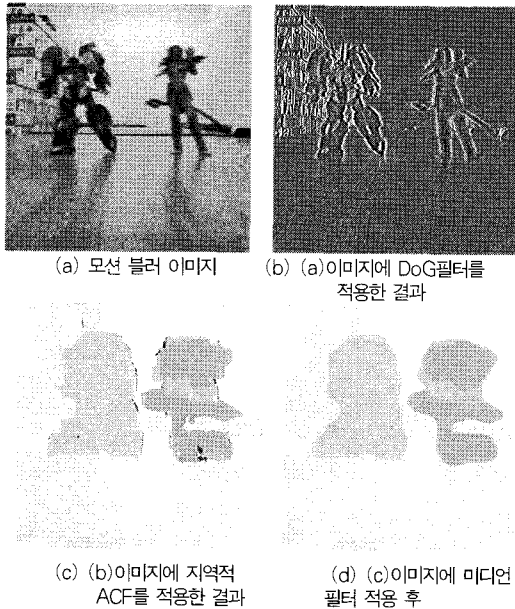 (a) 모션 블러 이미지
(b) (a)이미지에 DoG필터를
적용한 결과
(c) (b)이미지에 지역적
ACF를 적용한 결과
(d) (c)이미지에 미디언
필터 적용 후